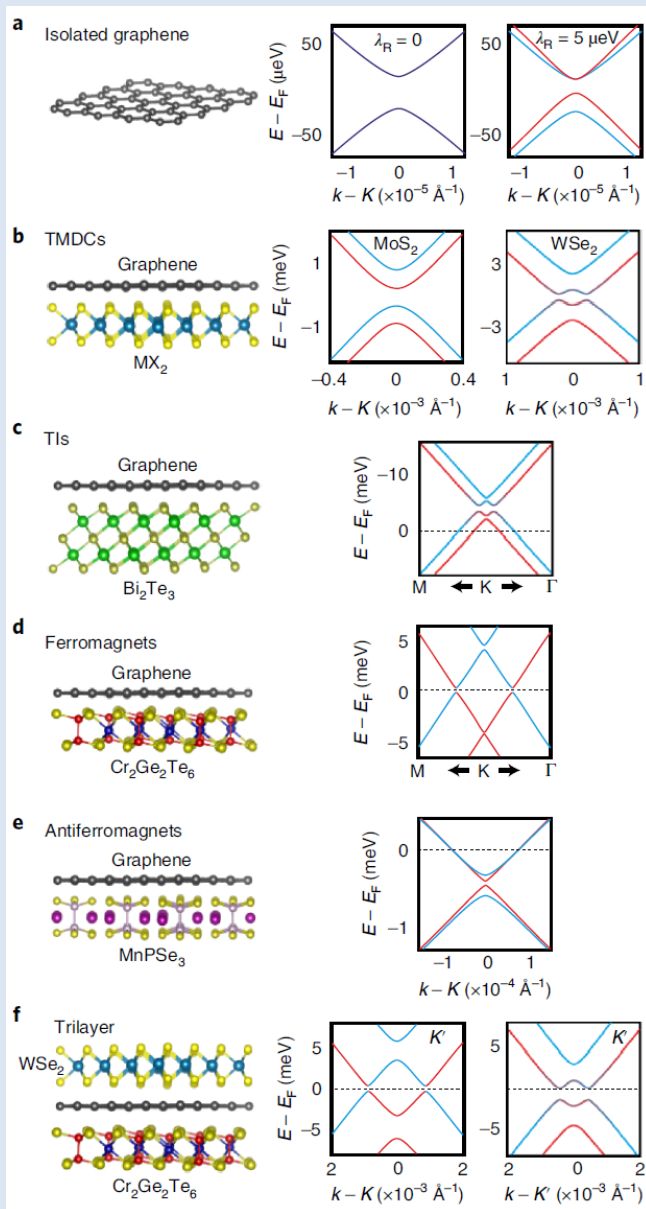 a Isolated graphene
λR = 0
λR = 5 μeV
E − EF (μeV)
50
−50
50
−50
−1 0 1
−1 0 1
k − K (×10⁻⁵ Å⁻¹)
k − K (×10⁻⁵ Å⁻¹)
b TMDCs
Graphene
MX₂
MoS₂
WSe₂
E − EF (meV)
1
−1
3
−3
−0.4 0 0.4
1 0 1
k − K (×10⁻³ Å⁻¹)
k − K (×10⁻³ Å⁻¹)
c TIs
Graphene
Bi₂Te₃
E − EF (meV)
−10
0
M K Γ
d Ferromagnets
Graphene
Cr₂Ge₂Te₆
E − EF (meV)
5
0
−5
M K Γ
e Antiferromagnets
Graphene
MnPSe₃
E − EF (meV)
0
−1
−1 0 1
k − K (×10⁻⁴ Å⁻¹)
f Trilayer
WSe₂
Cr₂Ge₂Te₆
K′
K′
E − EF (meV)
5
0
−5
5
0
−5
2 0 2
2 0 2
k − K (×10⁻³ Å⁻¹)
k − K′ (×10⁻³ Å⁻¹)